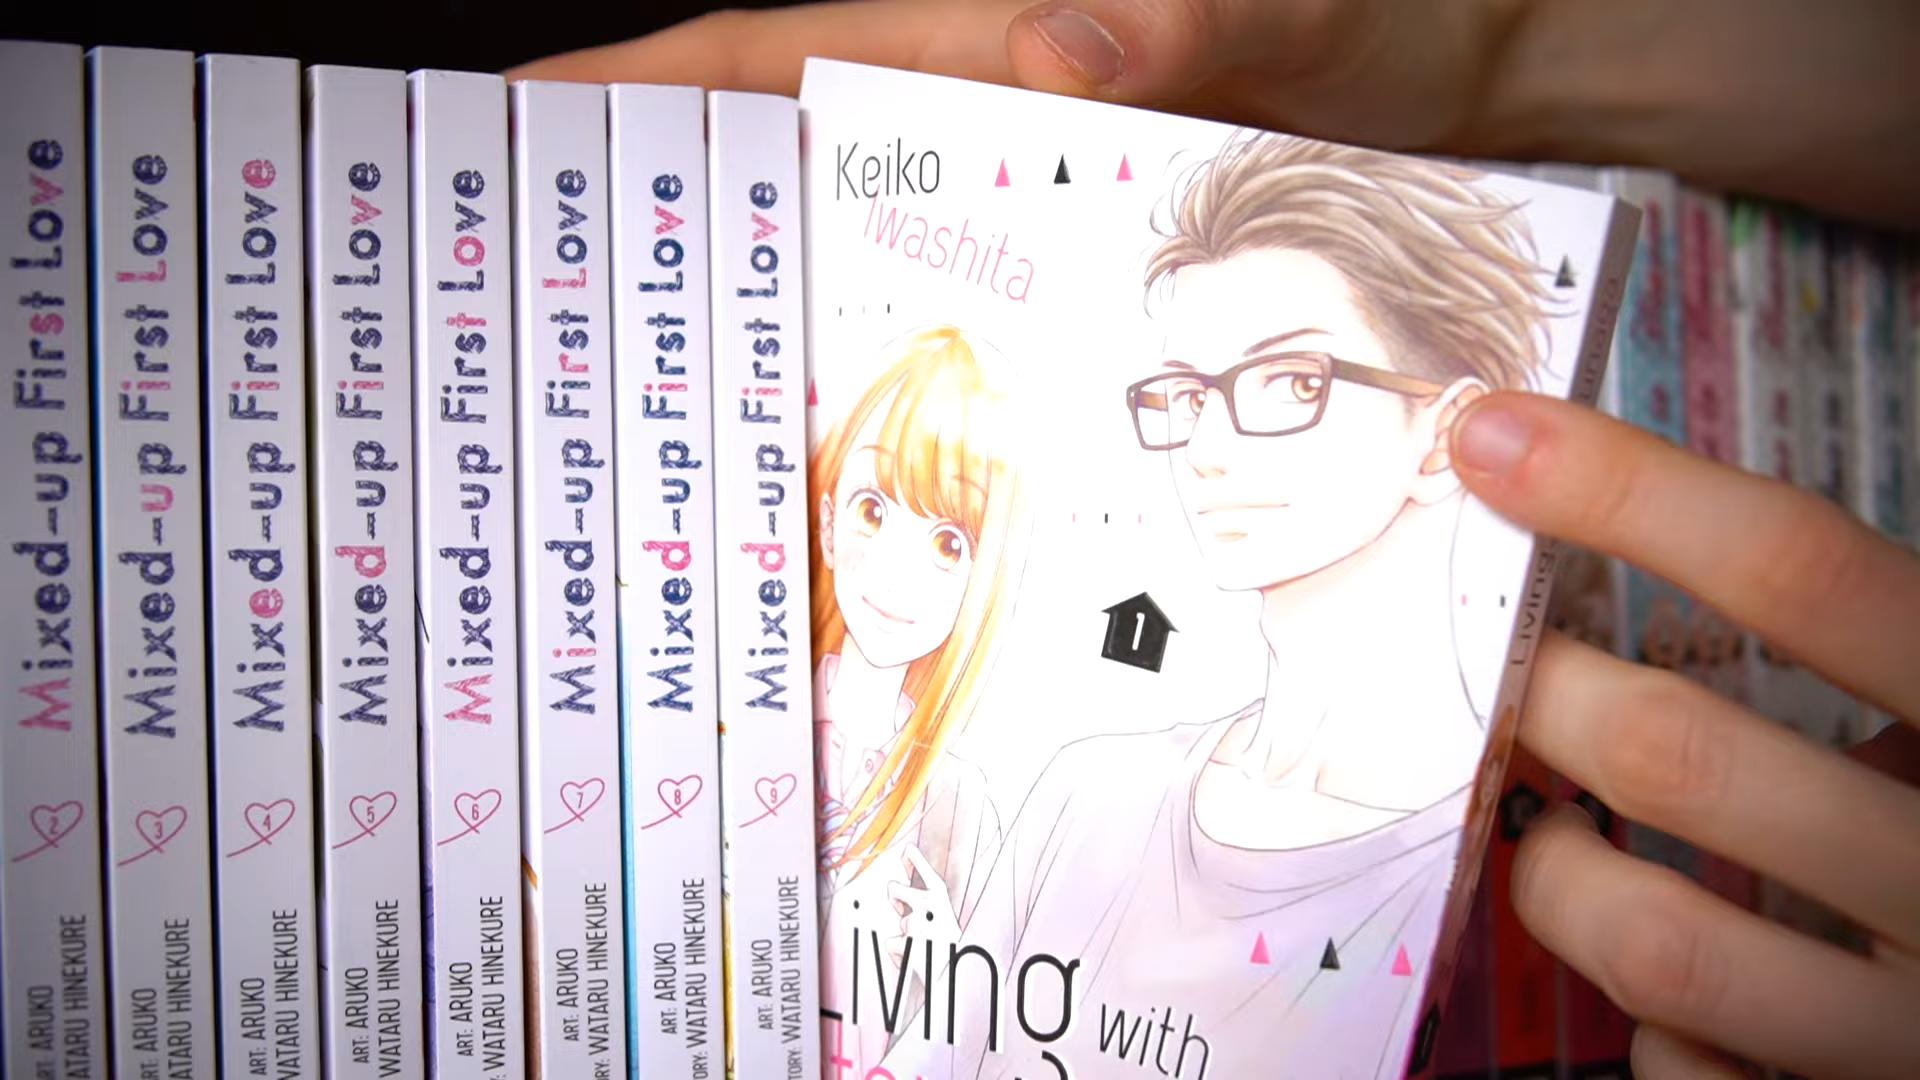 Mixed-up First Love
2
ART: ARUKO
WATARU HINEKURE
Mixed-up First Love
3
ART: ARUKO
WATARU HINEKURE
Mixed-up First Love
4
ART: ARUKO
WATARU HINEKURE
Mixed-up First Love
5
ART: ARUKO
WATARU HINEKURE
Mixed-up First Love
6
ART: ARUKO
WATARU HINEKURE
Mixed-up First Love
7
ART: ARUKO
WATARU HINEKURE
Mixed-up First Love
8
ART: ARUKO
STORY: WATARU HINEKURE
Mixed-up First Love
9
ART: ARUKO
STORY: WATARU HINEKURE
Keiko
Iwashita
1
Living with
Living
1